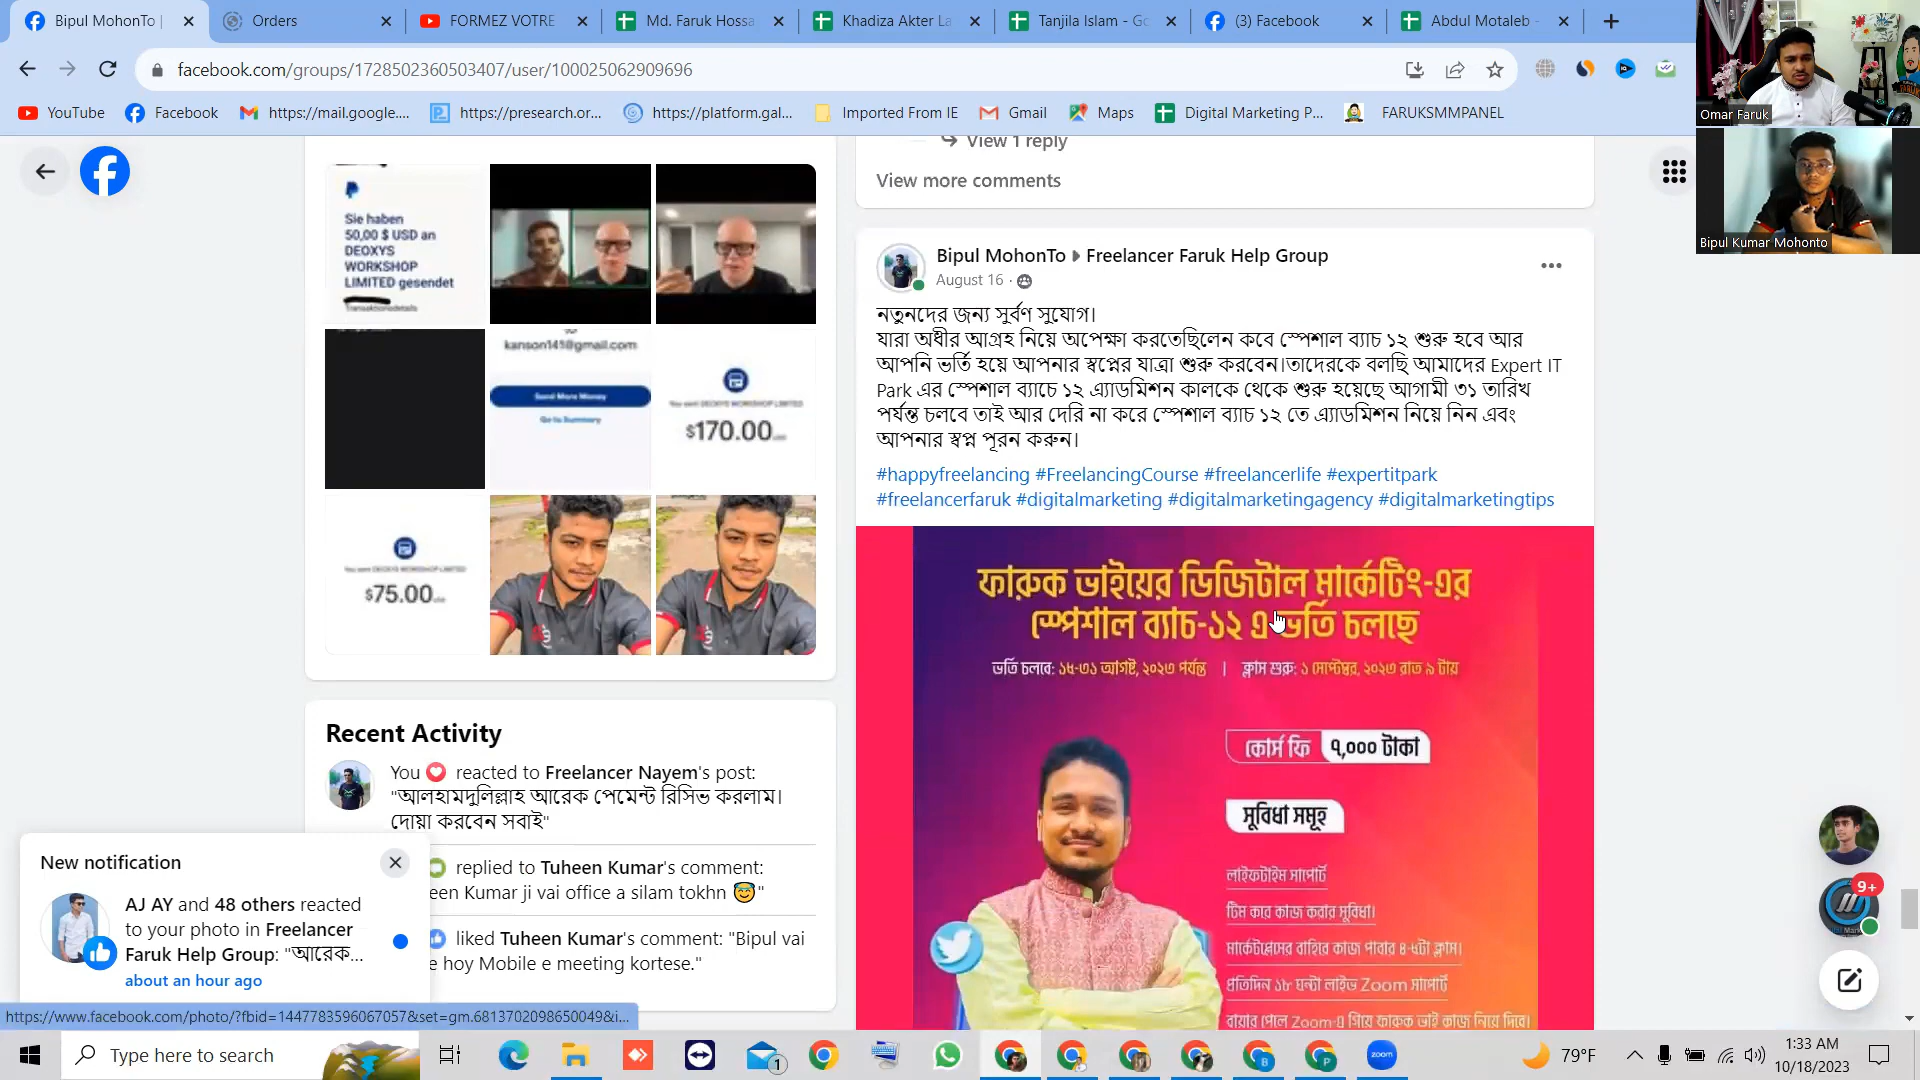 Bipul MohonTo |
Orders
FORMEZ VOTRE
Md. Faruk Hossa
Khadiza Akter La
Tanjila Islam - Go
(3) Facebook
Abdul Motaleb -
facebook.com/groups/1728502360503407/user/100025062909696
YouTube
Facebook
https://mail.google....
https://presearch.or...
https://platform.gal...
Imported From IE
Gmail
Maps
Digital Marketing P...
FARUKSMMPANEL
Omar Faruk
Bipul Kumar Mohonto
Sie haben
50,00 $ USD an
DEOXYS
WORKSHOP
LIMITED gesendet
Transaktionsdetails
kanson141@gmail.com
Send More Money
Go to Summary
You sent DEOXYS WORKSHOP LIMITED
$170.00
You sent DEOXYS WORKSHOP LIMITED
$75.00
Recent Activity
You reacted to Freelancer Nayem's post:
"আলহামদুলিল্লাহ আরেক পেমেন্ট রিসিভ করলাম।
দোয়া করবেন সবাই"
replied to Tuheen Kumar's comment:
een Kumar ji vai office a silam tokhn 😇"
liked Tuheen Kumar's comment: "Bipul vai
e hoy Mobile e meeting kortese."
New notification
AJ AY and 48 others reacted
to your photo in Freelancer
Faruk Help Group: "আরেক...
about an hour ago
https://www.facebook.com/photo/?fbid=1447783596067057&set=gm.6813702098650049&i...
View 1 reply
View more comments
Bipul MohonTo ▸ Freelancer Faruk Help Group
August 16 ·
নতুনদের জন্য সুর্বণ সুযোগ।
যারা অধীর আগ্রহ নিয়ে অপেক্ষা করতেছিলেন কবে স্পেশাল ব্যাচ ১২ শুরু হবে আর
আপনি ভর্তি হয়ে আপনার স্বপ্নের যাত্রা শুরু করবেন।তাদেরকে বলছি আমাদের Expert IT
Park এর স্পেশাল ব্যাচে ১২ এ্যাডমিশন কালকে থেকে শুরু হয়েছে আগামী ৩১ তারিখ
পর্যন্ত চলবে তাই আর দেরি না করে স্পেশাল ব্যাচ ১২ তে এ্যাডমিশন নিয়ে নিন এবং
আপনার স্বপ্ন পূরন করুন।
#happyfreelancing #FreelancingCourse #freelancerlife #expertitpark
#freelancerfaruk #digitalmarketing #digitalmarketingagency #digitalmarketingtips
ফারুক ভাইয়ের ডিজিটাল মার্কেটিং-এর
স্পেশাল ব্যাচ-১২ এ ভর্তি চলছে
ভর্তি চলবে: ১৫-৩১ আগষ্ট, ২০২৩ পর্যন্ত | ক্লাস শুরু: ১ সেপ্টেম্বর, ২০২৩ রাত ৯ টায়
কোর্স ফি ৭,০০০ টাকা
সুবিধা সমূহ
লাইফটাইম সাপোর্ট
টিম করে কাজ করার সুবিধা।
মার্কেটপ্লেসের বাহিরে কাজ পাবার ৪-৫টা ক্লাস।
প্রতিদিন ১৮ ঘন্টা লাইভ Zoom সাপোর্ট
বায়ার পেলে Zoom-এ গিয়ে ফারুক ভাই কাজ নিয়ে দিবে।
9+
Type here to search
1
zoom
79°F
1:33 AM
10/18/2023